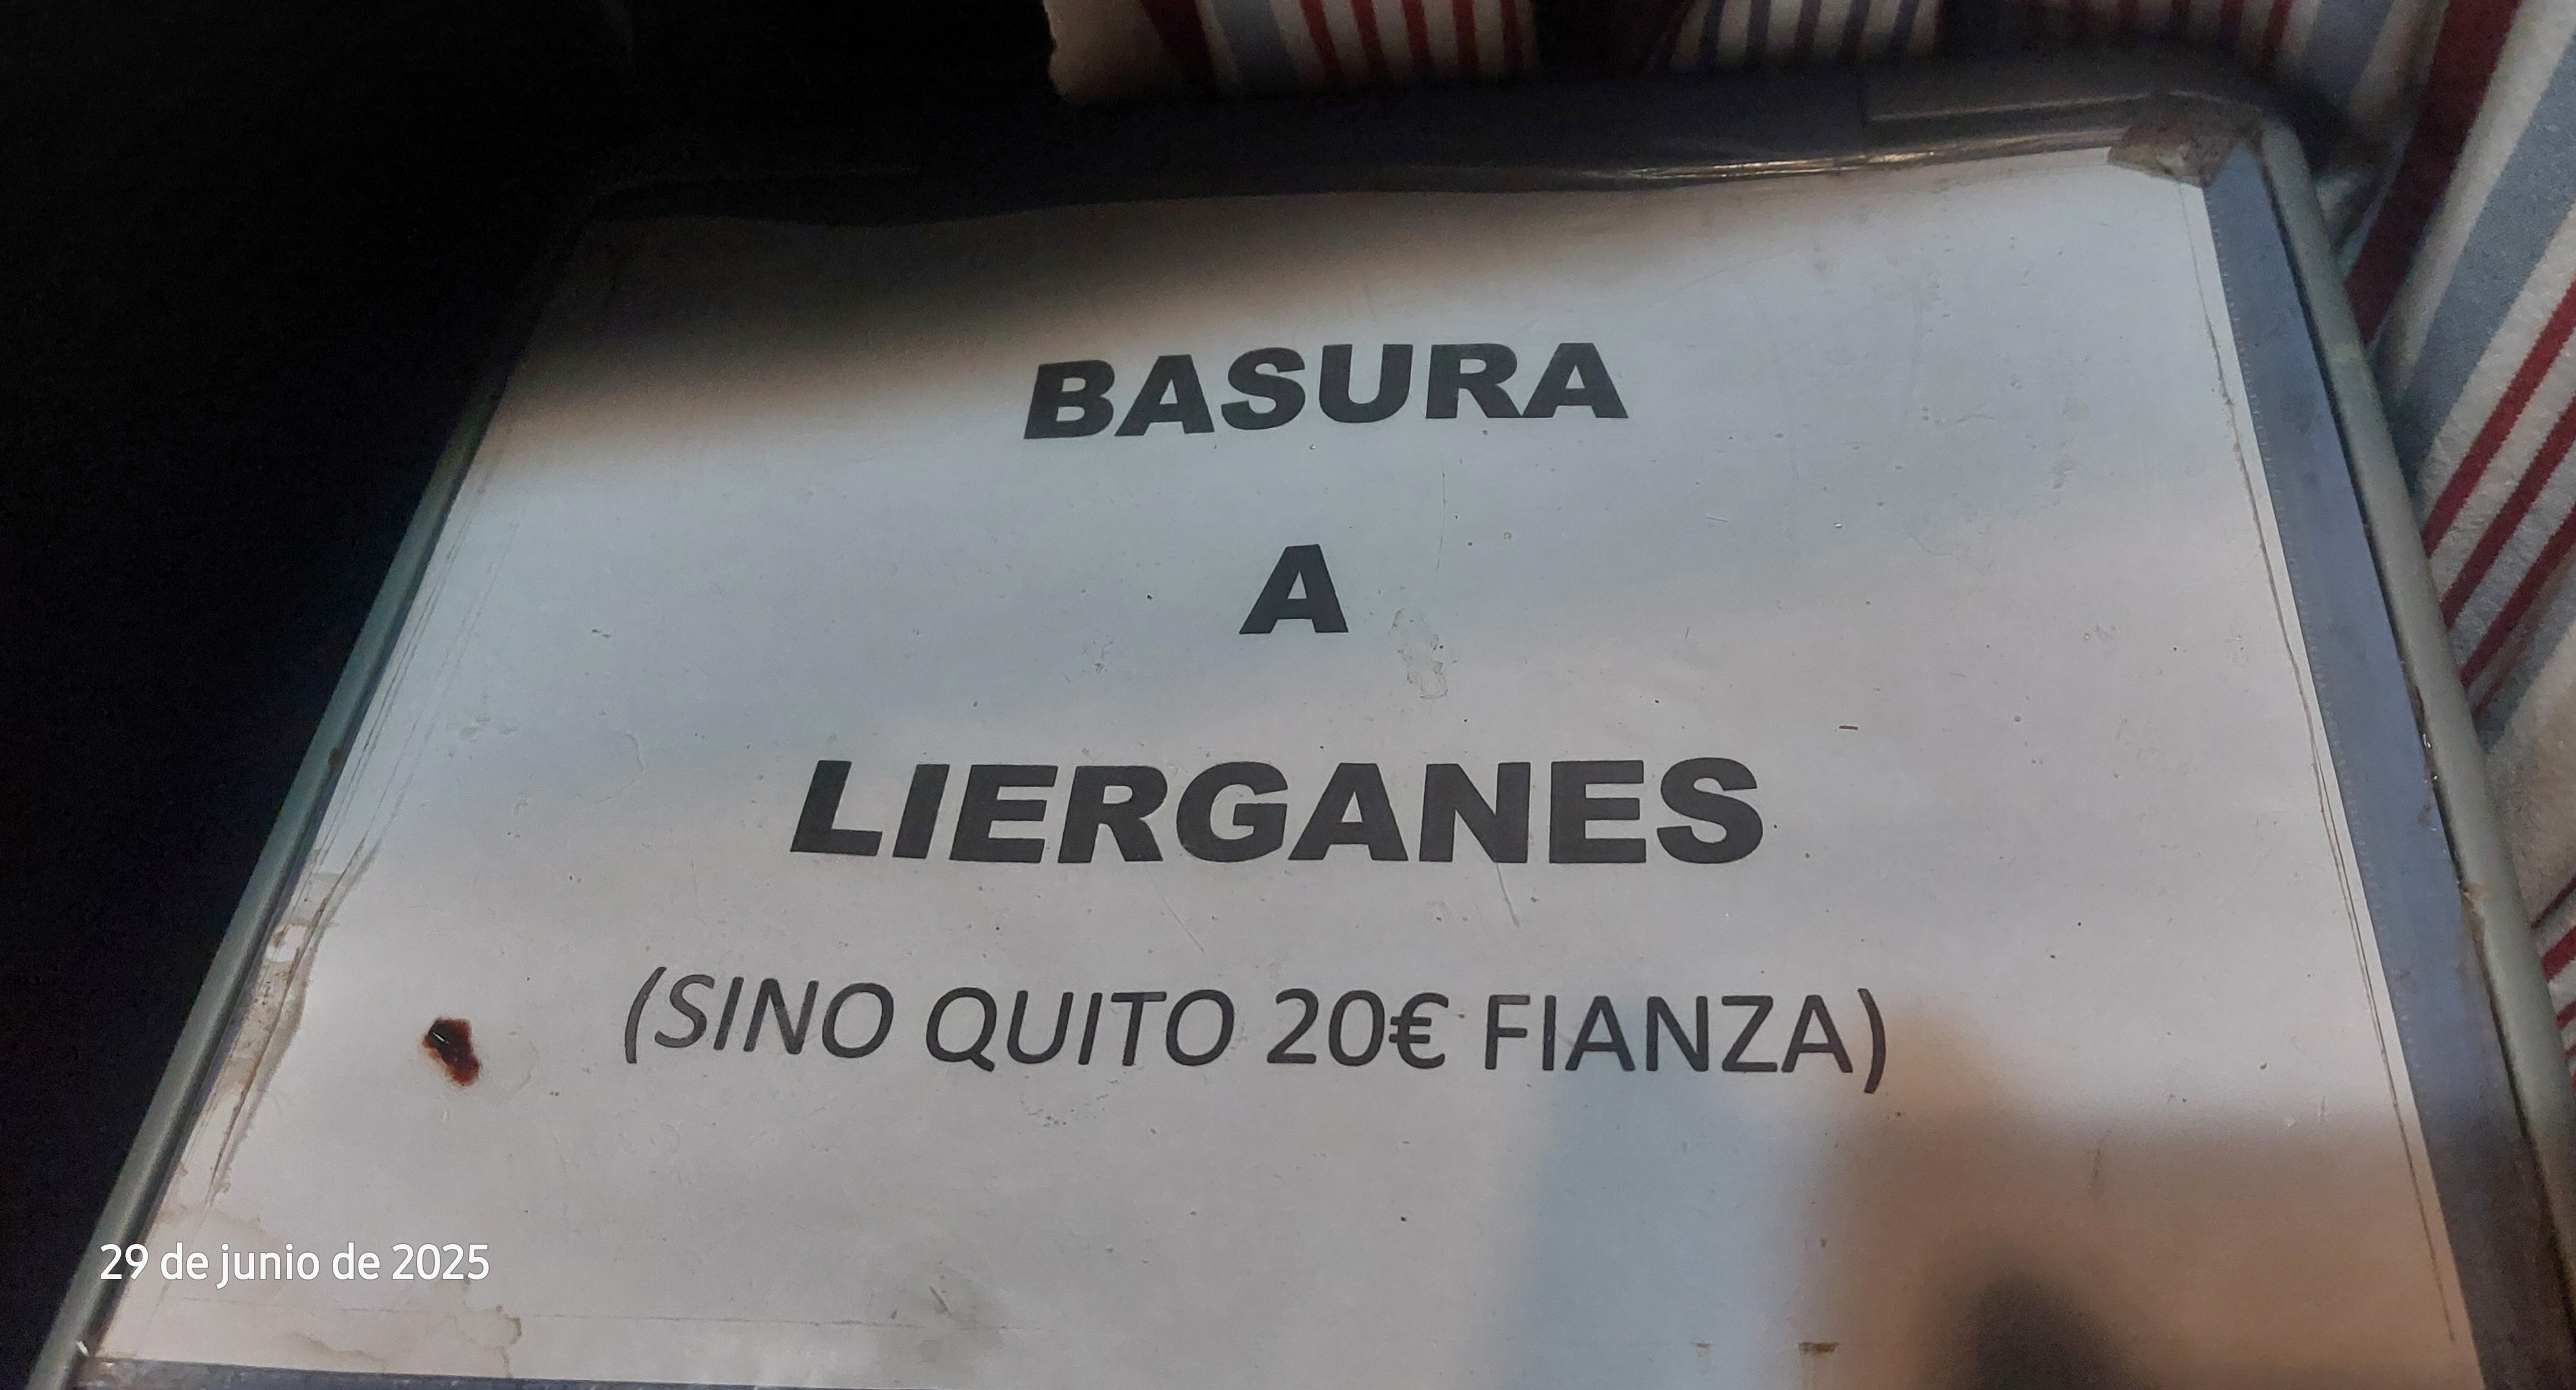 BASURA
A
LIERGANES
(SINO QUITO 20€ FIANZA)
29 de junio de 2025